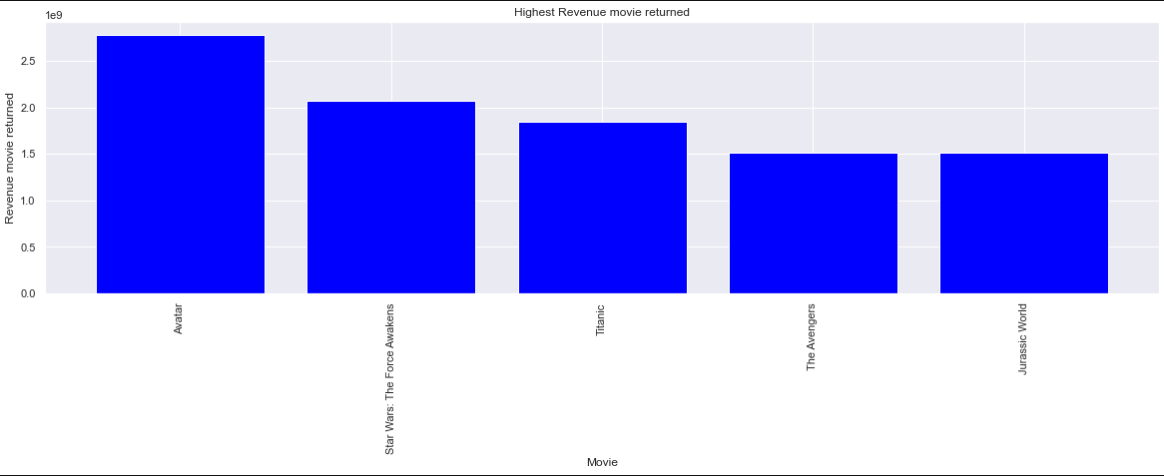 Highest Revenue movie returned
1e9
2.5
2.0
1.5
1.0
0.5
0.0
Revenue movie returned
Avatar
Star Wars: The Force Awakens
Titanic
The Avengers
Jurassic World
Movie